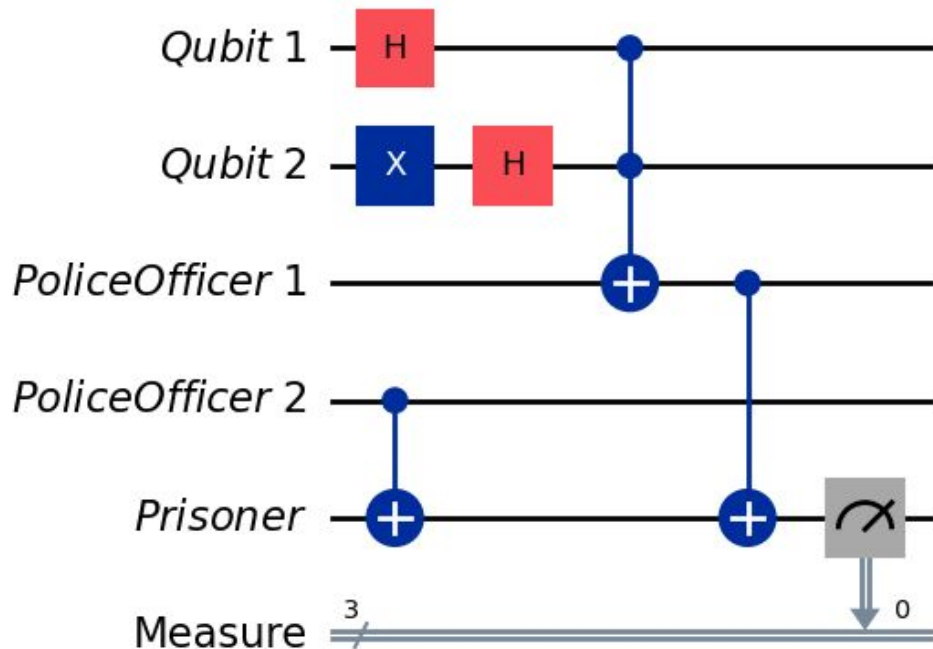 Qubit 1 H
Qubit 2 X H
PoliceOfficer 1
PoliceOfficer 2
Prisoner
Measure 3 0